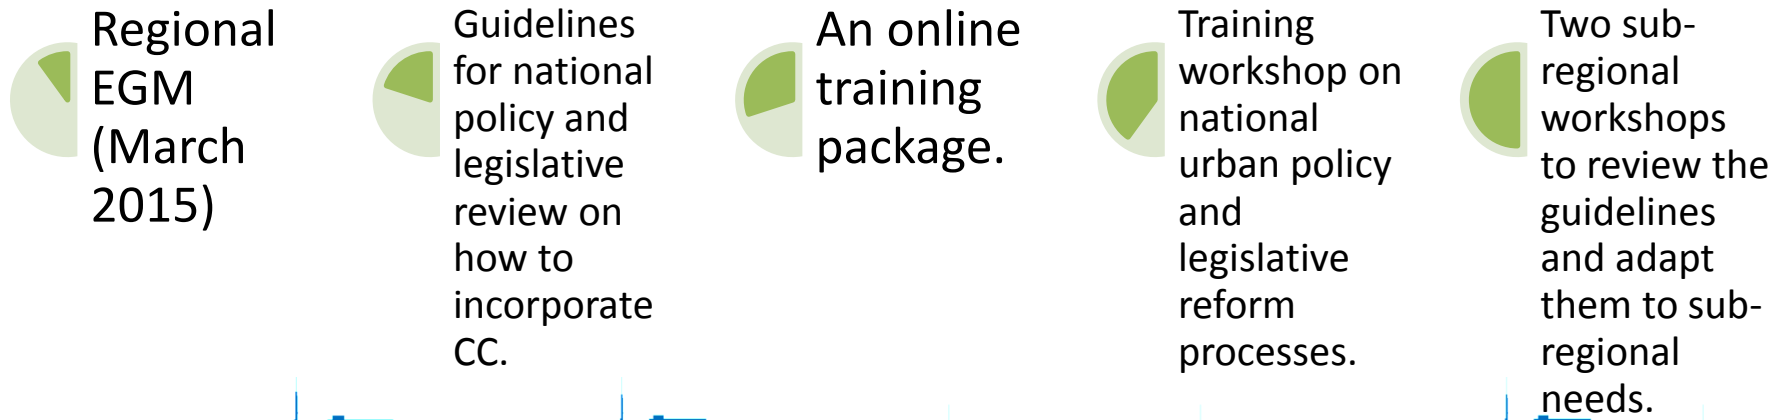 Regional
EGM
(March
2015)
Guidelines
for national
policy and
legislative
review on
how to
incorporate
CC.
An online
training
package.
Training
workshop on
national
urban policy
and
legislative
reform
processes.
Two sub-
regional
workshops
to review the
guidelines
and adapt
them to sub-
regional
needs.